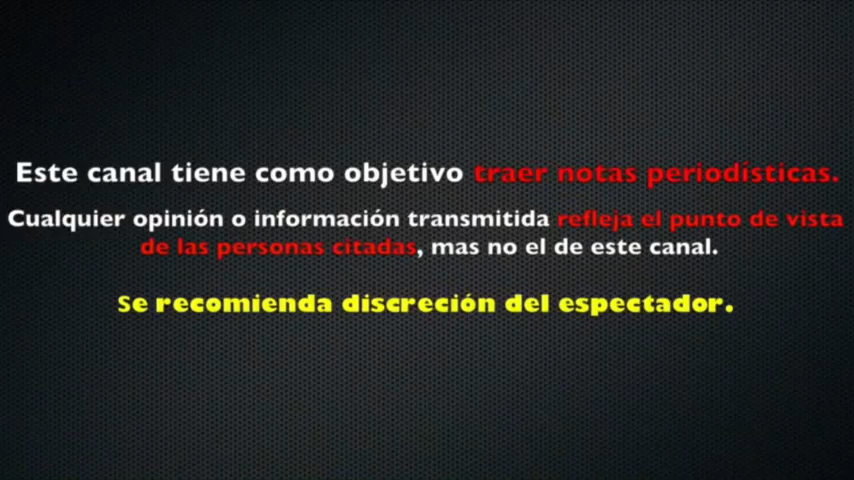 Este canal tiene como objetivo traer notas periodísticas.
Cualquier opinión o información transmitida refleja el punto de vista
de las personas citadas, mas no el de este canal.
Se recomienda discreción del espectador.